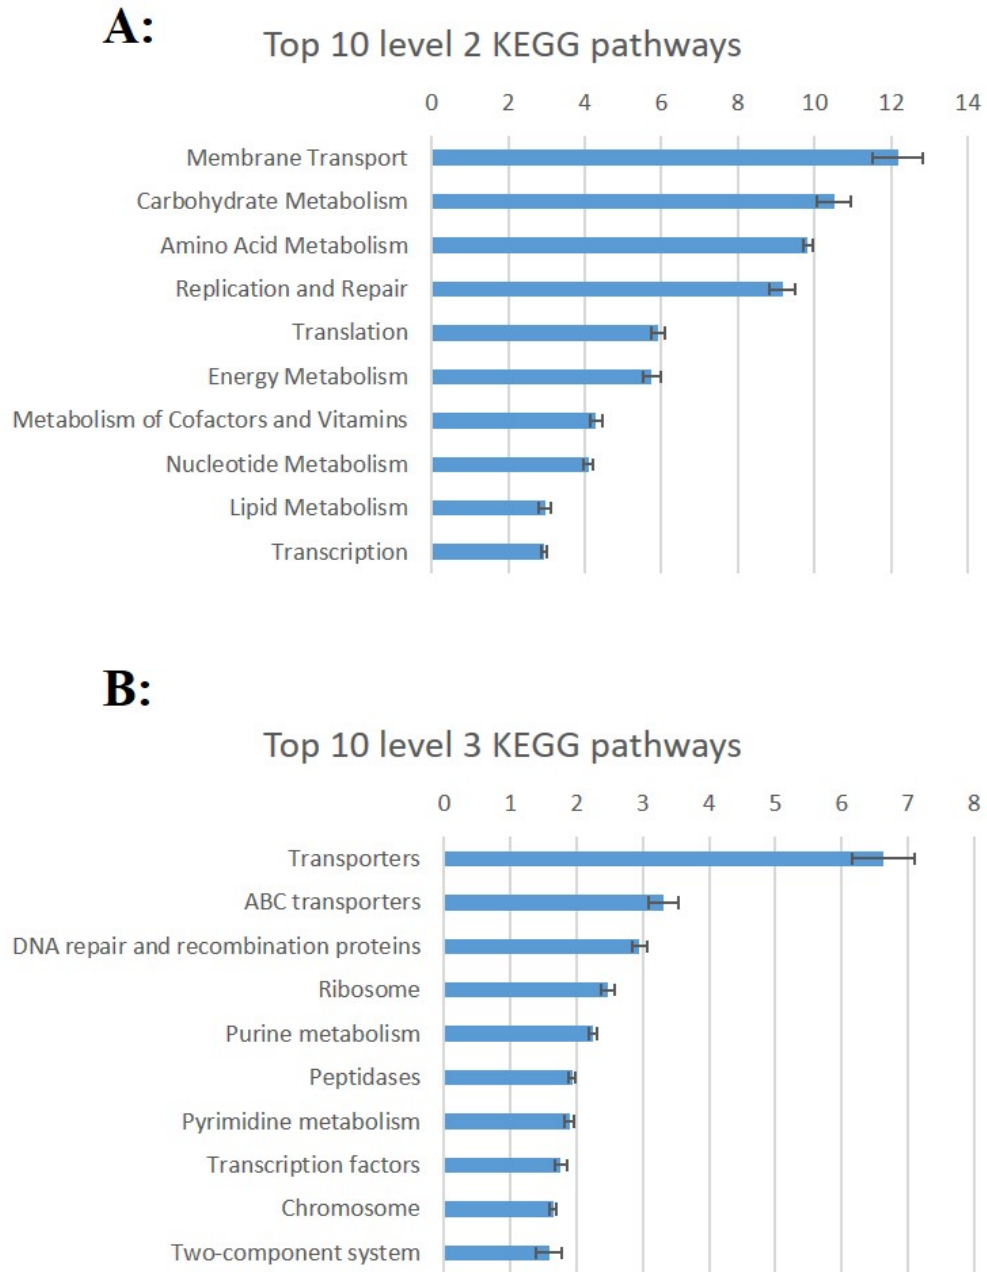 A:
Top 10 level 2 KEGG pathways
0 2 4 6 8 10 12 14
Membrane Transport
Carbohydrate Metabolism
Amino Acid Metabolism
Replication and Repair
Translation
Energy Metabolism
Metabolism of Cofactors and Vitamins
Nucleotide Metabolism
Lipid Metabolism
Transcription
B:
Top 10 level 3 KEGG pathways
0 1 2 3 4 5 6 7 8
Transporters
ABC transporters
DNA repair and recombination proteins
Ribosome
Purine metabolism
Peptidases
Pyrimidine metabolism
Transcription factors
Chromosome
Two-component system